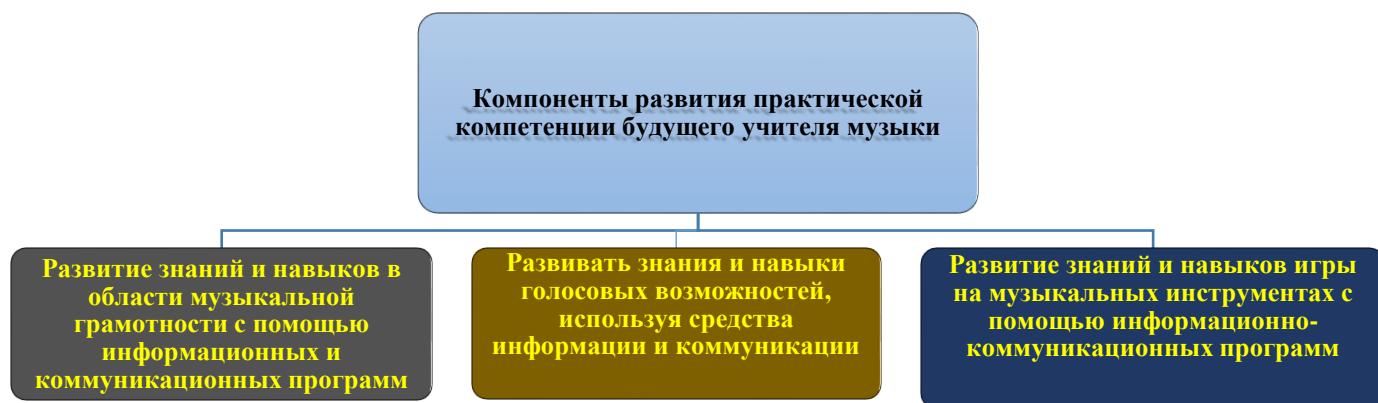 Компоненты развития практической
компетенции будущего учителя музыки
Развитие знаний и навыков в
области музыкальной
грамотности с помощью
информационных и
коммуникационных программ
Развивать знания и навыки
голосовых возможностей,
используя средства
информации и коммуникации
Развитие знаний и навыков игры
на музыкальных инструментах с
помощью информационно-
коммуникационных программ